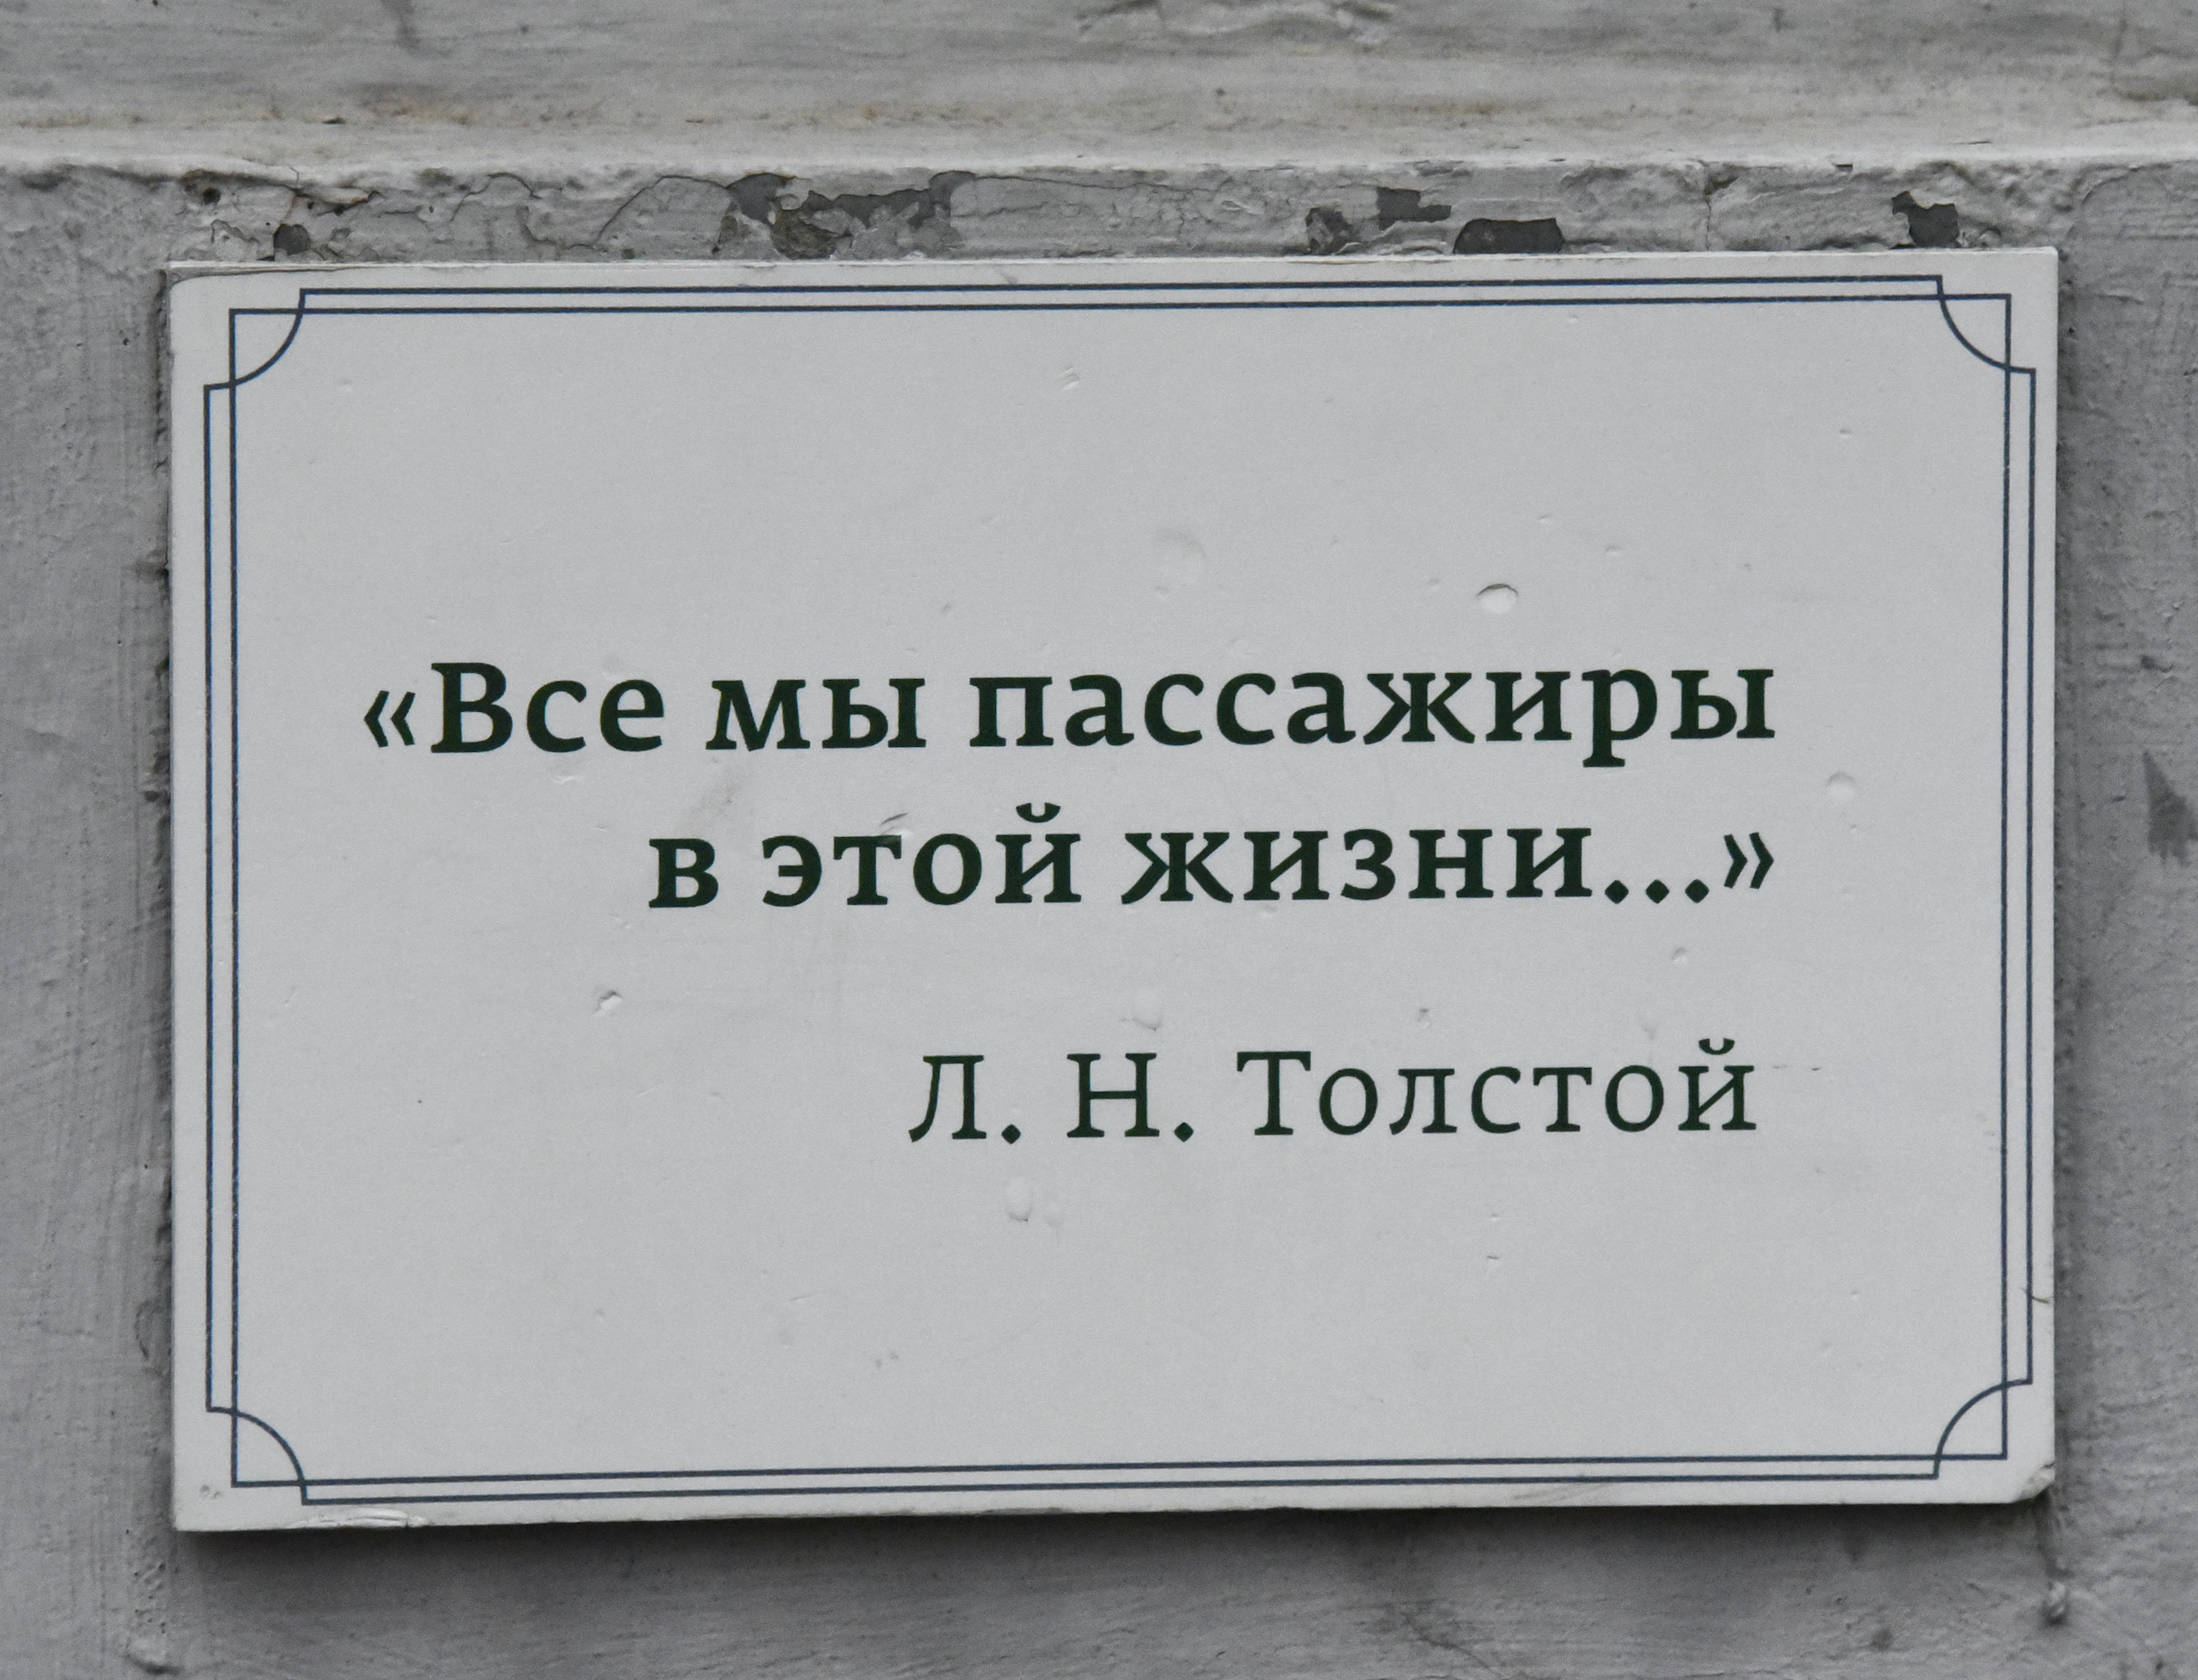 «Все мы пассажиры
в этой жизни...»
Л. Н. Толстой